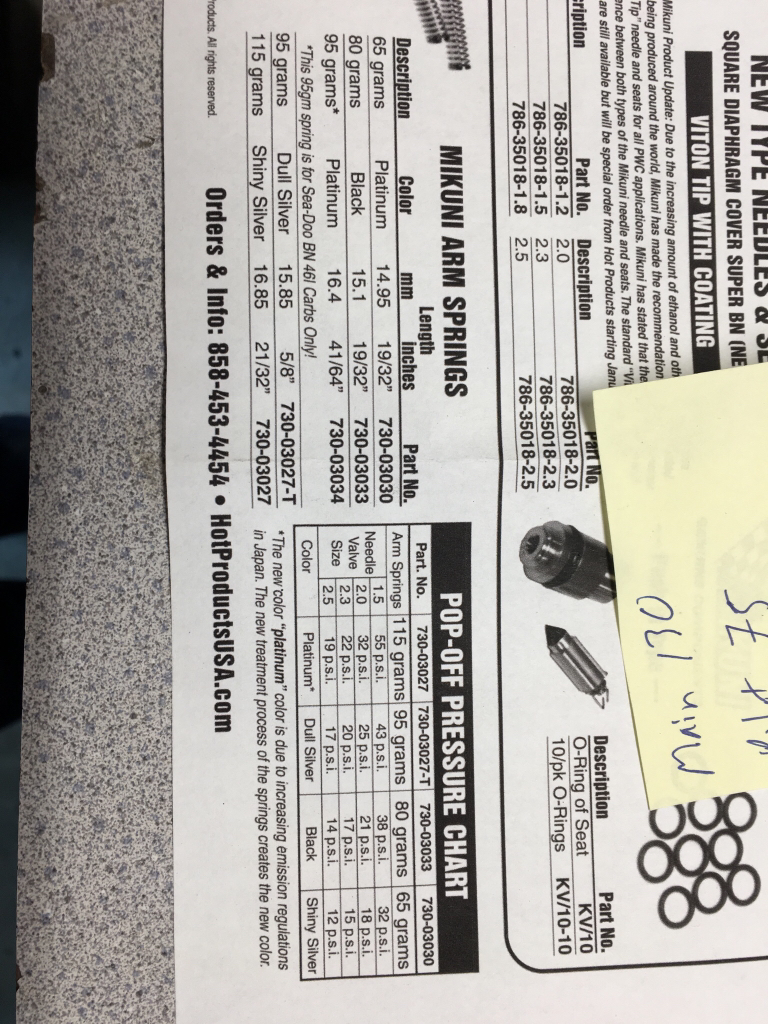 NEW TYPE NEEDLES &
SQUARE DIAPHRAGM COVER SUPER BN
VITON TIP WITH COATING
Mikuni Product Update: Due to the increasing amount of ethanol and
being produced around the world, Mikuni has made the recommendation
Tip" needle and seats for all PWC applications. Mikuni has stated that the
between both types of the Mikuni needle and seats. The standard
are still available but will be special order from Hot Products starting
Part No. Description Part No.
786-35018-1.2 2.0 786-35018-2.0
786-35018-1.5 2.3 786-35018-2.3
786-35018-1.8 2.5 786-35018-2.5
Description Part No.
O-Ring of Seat KV/10
10/pk O-Rings KV/10-10
Main 130
75
MIKUNI ARM SPRINGS
Length
Description Color mm inches Part No.
65 grams Platinum 14.95 19/32" 730-03030
80 grams Black 15.1 19/32" 730-03033
95 grams* Platinum 16.4 41/64" 730-03034
*This 95gm spring is for Sea-Doo BN 46I Carbs Only!
95 grams Dull Silver 15.85 5/8" 730-03027-T
115 grams Shiny Silver 16.85 21/32" 730-03027
POP-OFF PRESSURE CHART
Part. No. 730-03027 730-03027-T 730-03033 730-03030
Arm Springs 115 grams 95 grams 80 grams 65 grams
Needle Valve Size
1.5 55 p.s.i. 43 p.s.i. 38 p.s.i. 32 p.s.i.
2.0 32 p.s.i. 25 p.s.i. 21 p.s.i. 18 p.s.i.
2.3 22 p.s.i. 20 p.s.i. 17 p.s.i. 15 p.s.i.
2.5 19 p.s.i. 17 p.s.i. 14 p.s.i. 12 p.s.i.
Color Platinum* Dull Silver Black Shiny Silver
*The new color "platinum" color is due to increasing emission regulations
in Japan. The new treatment process of the springs creates the new color.
Orders & Info: 858-453-4454 • HotProductsUSA.com
All rights reserved.